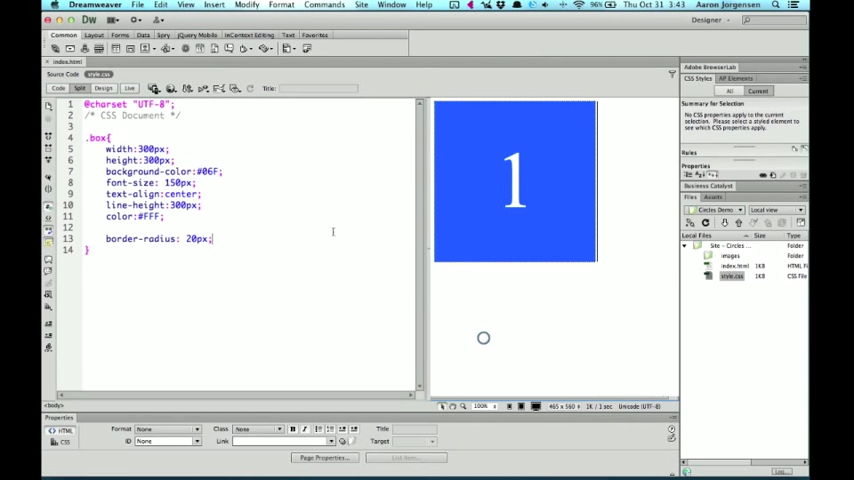 Dreamweaver File Edit View Insert Modify Format Commands Site Window Help 96% Thu Oct 31 3:43 Aaron Jorgensen
Dw Designer
Common Layout Forms Data Spry jQuery Mobile InContext Editing Text Favorites
index.html
Source Code style.css
Code Split Design Live Title:
1 @charset "UTF-8";
2 /* CSS Document */
3
4 .box{
5 width:300px;
6 height:300px;
7 background-color:#06F;
8 font-size: 150px;
9 text-align:center;
10 line-height:300px;
11 color:#FFF;
12
13 border-radius: 20px;
14 }
1
Adobe BrowserLab
CSS Styles AP Elements
All Current
Summary for Selection
No CSS properties apply to the
current selection. Please select a
styled element to
see which CSS properties apply.
Rules
Properties
Business Catalyst
Files Assets
Circles Demo Local view
Local Files Size Type
Site - Circles ... Folder
images Folder
index.html 1KB HTML Fi
style.css 1KB CSS File
<body> 100% 465 x 560 1K / 1 sec Unicode (UTF-8)
Properties
HTML Format None Class None B I Title
CSS ID None Link Target
Page Properties... List Item...
Log...